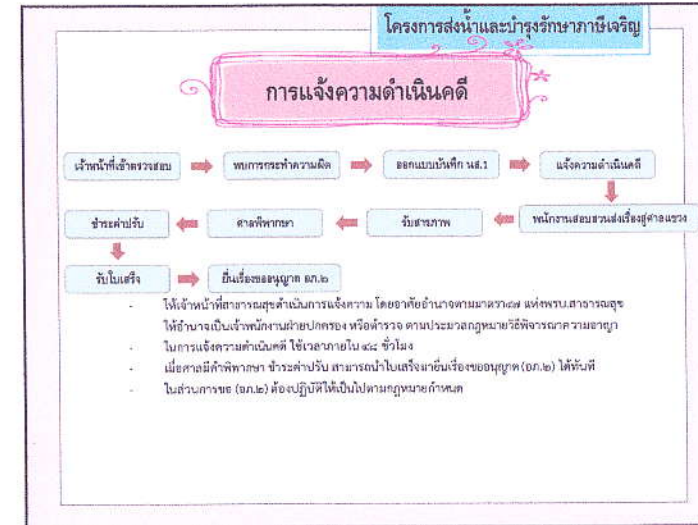 โครงการส่งน้ำและบำรุงรักษาภาษีเจริญ
การแจ้งความดำเนินคดี
เจ้าหน้าที่เข้าตรวจสอบ
พบการกระทำความผิด
ออกแบบบันทึก นส.1
แจ้งความดำเนินคดี
พนักงานสอบสวนส่งเรื่องสู่ศาลแขวง
รับสารภาพ
ศาลพิพากษา
ชำระค่าปรับ
รับใบเสร็จ
ยื่นเรื่องขออนุญาต อภ.๒
- ให้เจ้าหน้าที่สาธารณสุขดำเนินการแจ้งความ โดยอาศัยอำนาจตามมาตรา๔๗ แห่งพรบ.สาธารณสุข
ให้อำนาจเป็นเจ้าพนักงานฝ่ายปกครอง หรือตำรวจ ตามประมวลกฎหมายวิธีพิจารณาความอาญา
- ในการแจ้งความดำเนินคดี ใช้เวลาภายใน ๔๘ ชั่วโมง
- เมื่อศาลมีคำพิพากษา ชำระค่าปรับ สามารถนำใบเสร็จมายื่นเรื่องขออนุญาต (อภ.๒) ได้ทันที
- ในส่วนการขอ (อภ.๒) ต้องปฏิบัติให้เป็นไปตามกฎหมายกำหนด